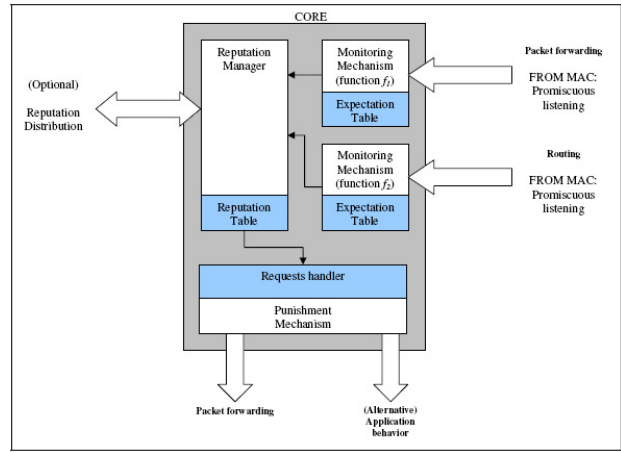 CORE
Reputation
Manager
Reputation
Table
Monitoring
Mechanism
(function f1)
Expectation
Table
Monitoring
Mechanism
(function f2)
Expectation
Table
Requests handler
Punishment
Mechanism
(Optional)
Reputation
Distribution
Packet forwarding
FROM MAC:
Promiscuous
listening
Routing
FROM MAC:
Promiscuous
listening
Packet forwarding
(Alternative)
Application
behavior